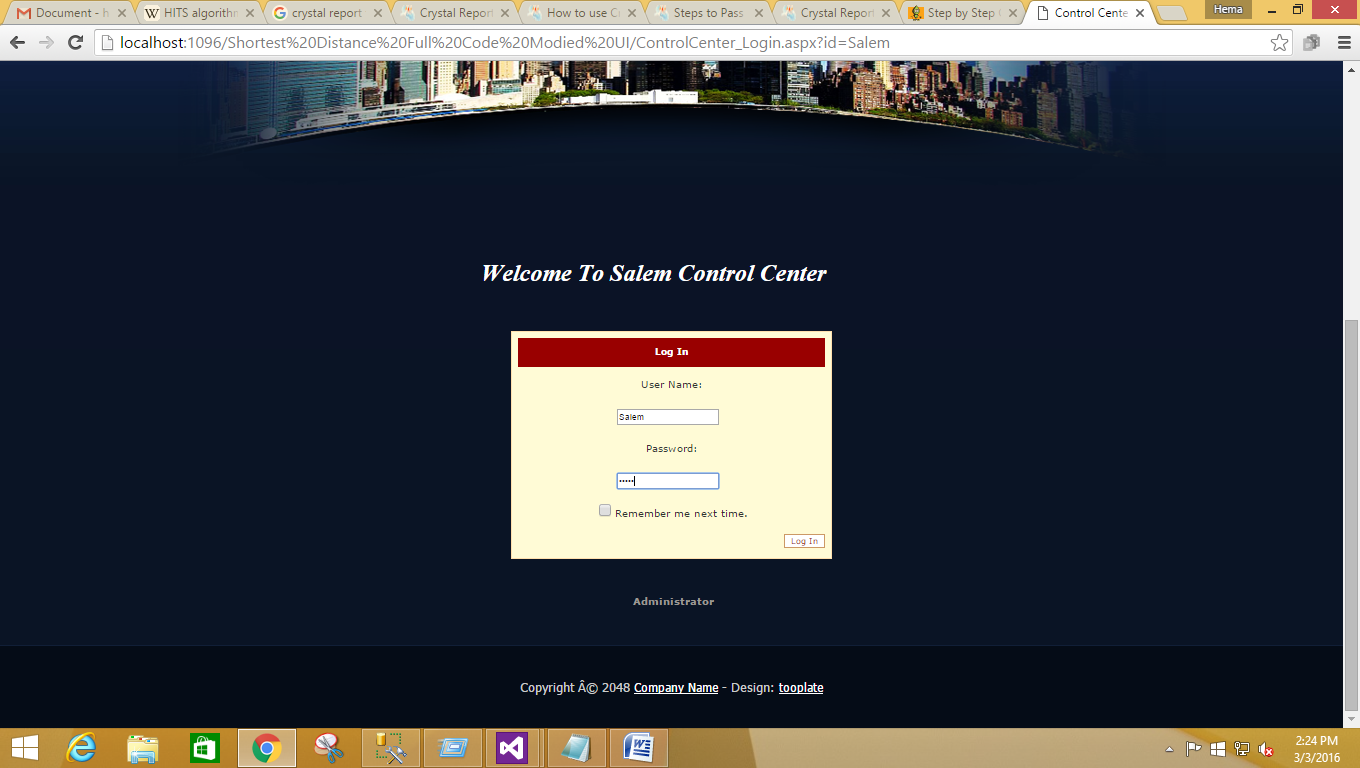 Document - h
HITS algorithm
crystal report
Crystal Report
How to use Cr
Steps to Pass
Crystal Report
Step by Step
Control Cente
Hema
localhost:1096/Shortest%20Distance%20Full%20Code%20Modied%20UI/ControlCenter_Login.aspx?id=Salem
Welcome To Salem Control Center
Log In
User Name:
Salem
Password:
Remember me next time.
Log In
Administrator
Copyright Â© 2048 Company Name - Design: tooplate
2:24 PM
3/3/2016